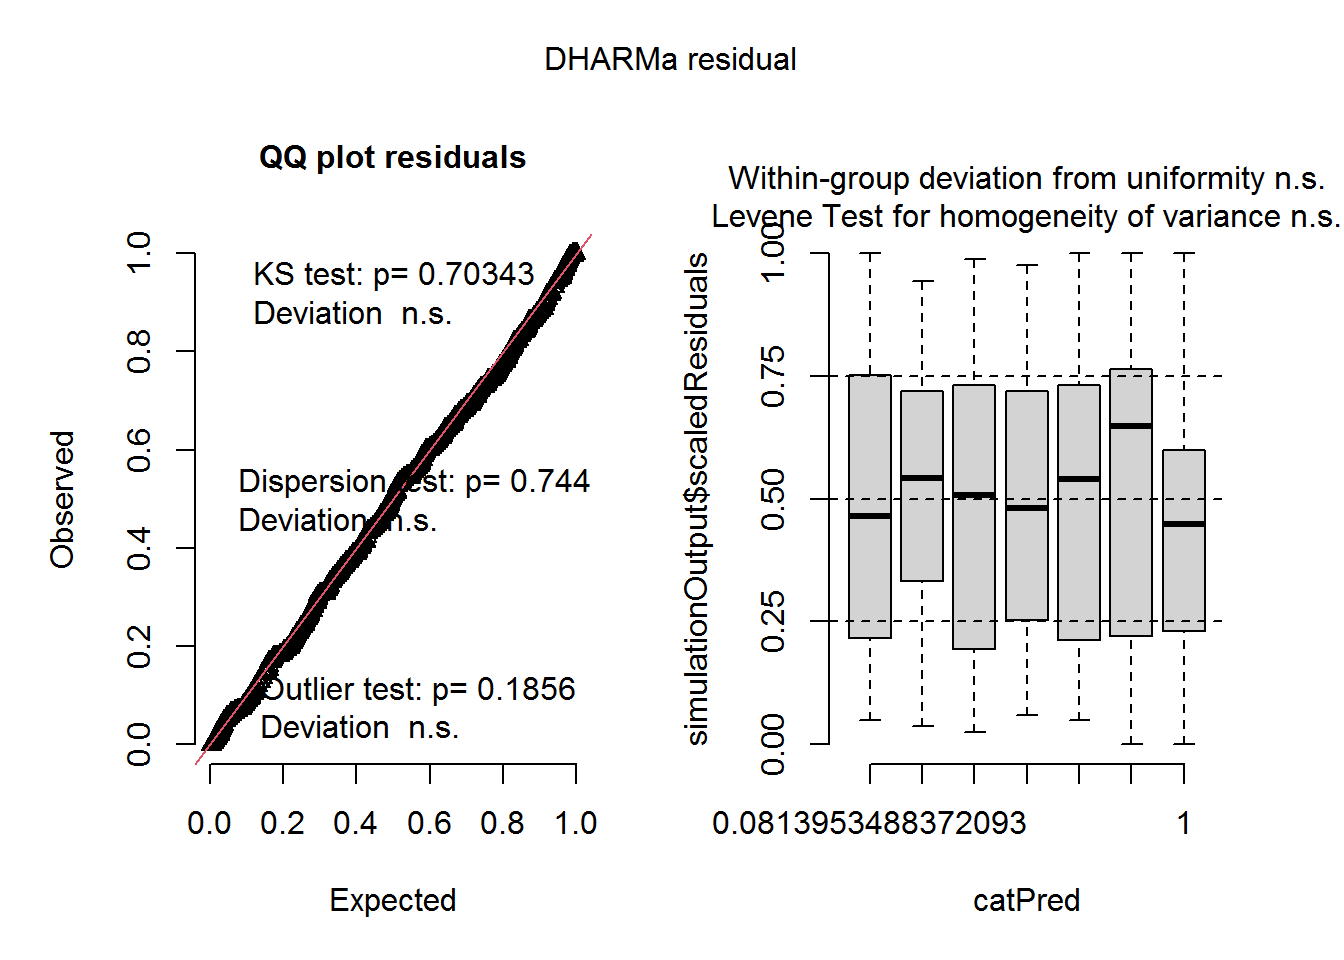 DHARMa residual
QQ plot residuals
KS test: p= 0.70343
Deviation  n.s.
Dispersion test: p= 0.744
Deviation  n.s.
Outlier test: p= 0.1856
Deviation  n.s.
Observed
0.0 0.2 0.4 0.6 0.8 1.0
0.0 0.2 0.4 0.6 0.8 1.0
Expected
Within-group deviation from uniformity n.s.
Levene Test for homogeneity of variance n.s.
simulationOutput$scaledResiduals
0.00 0.25 0.50 0.75 1.00
0.0813953488372093 1
catPred